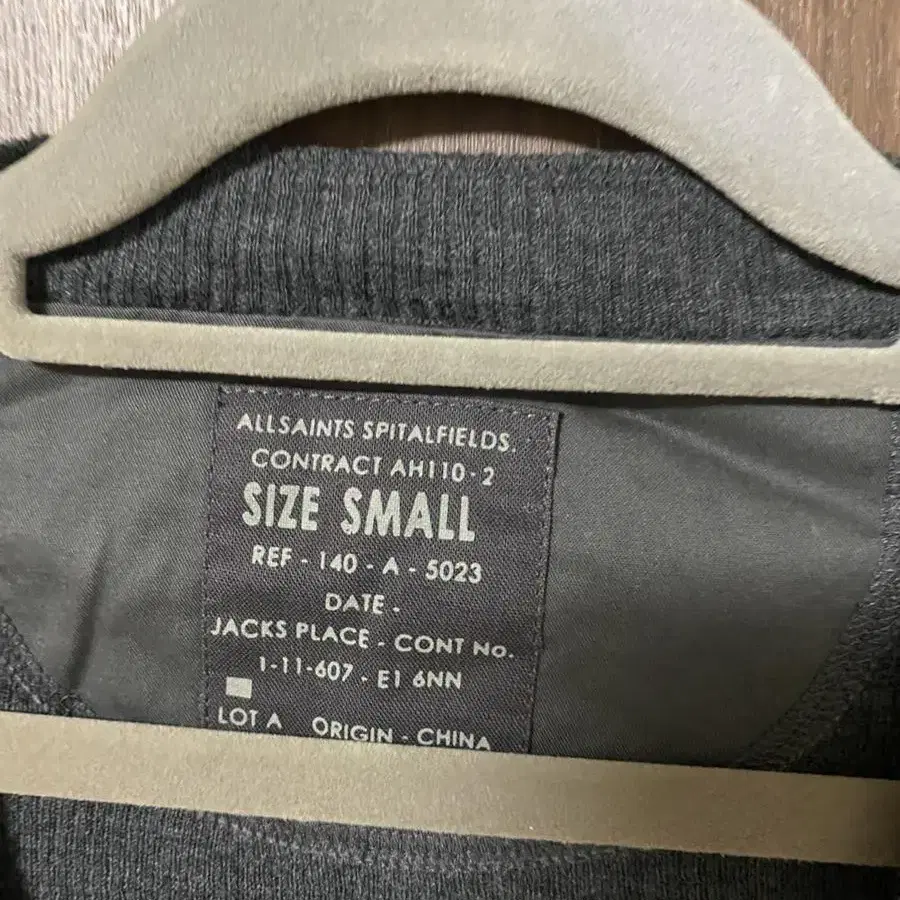 ALLSAINTS SPITALFIELDS.
CONTRACT AH110-2
SIZE SMALL
REF - 140 - A - 5023
DATE -
JACKS PLACE - CONT No.
1-11-607 - E1 6NN
LOT A ORIGIN - CHINA